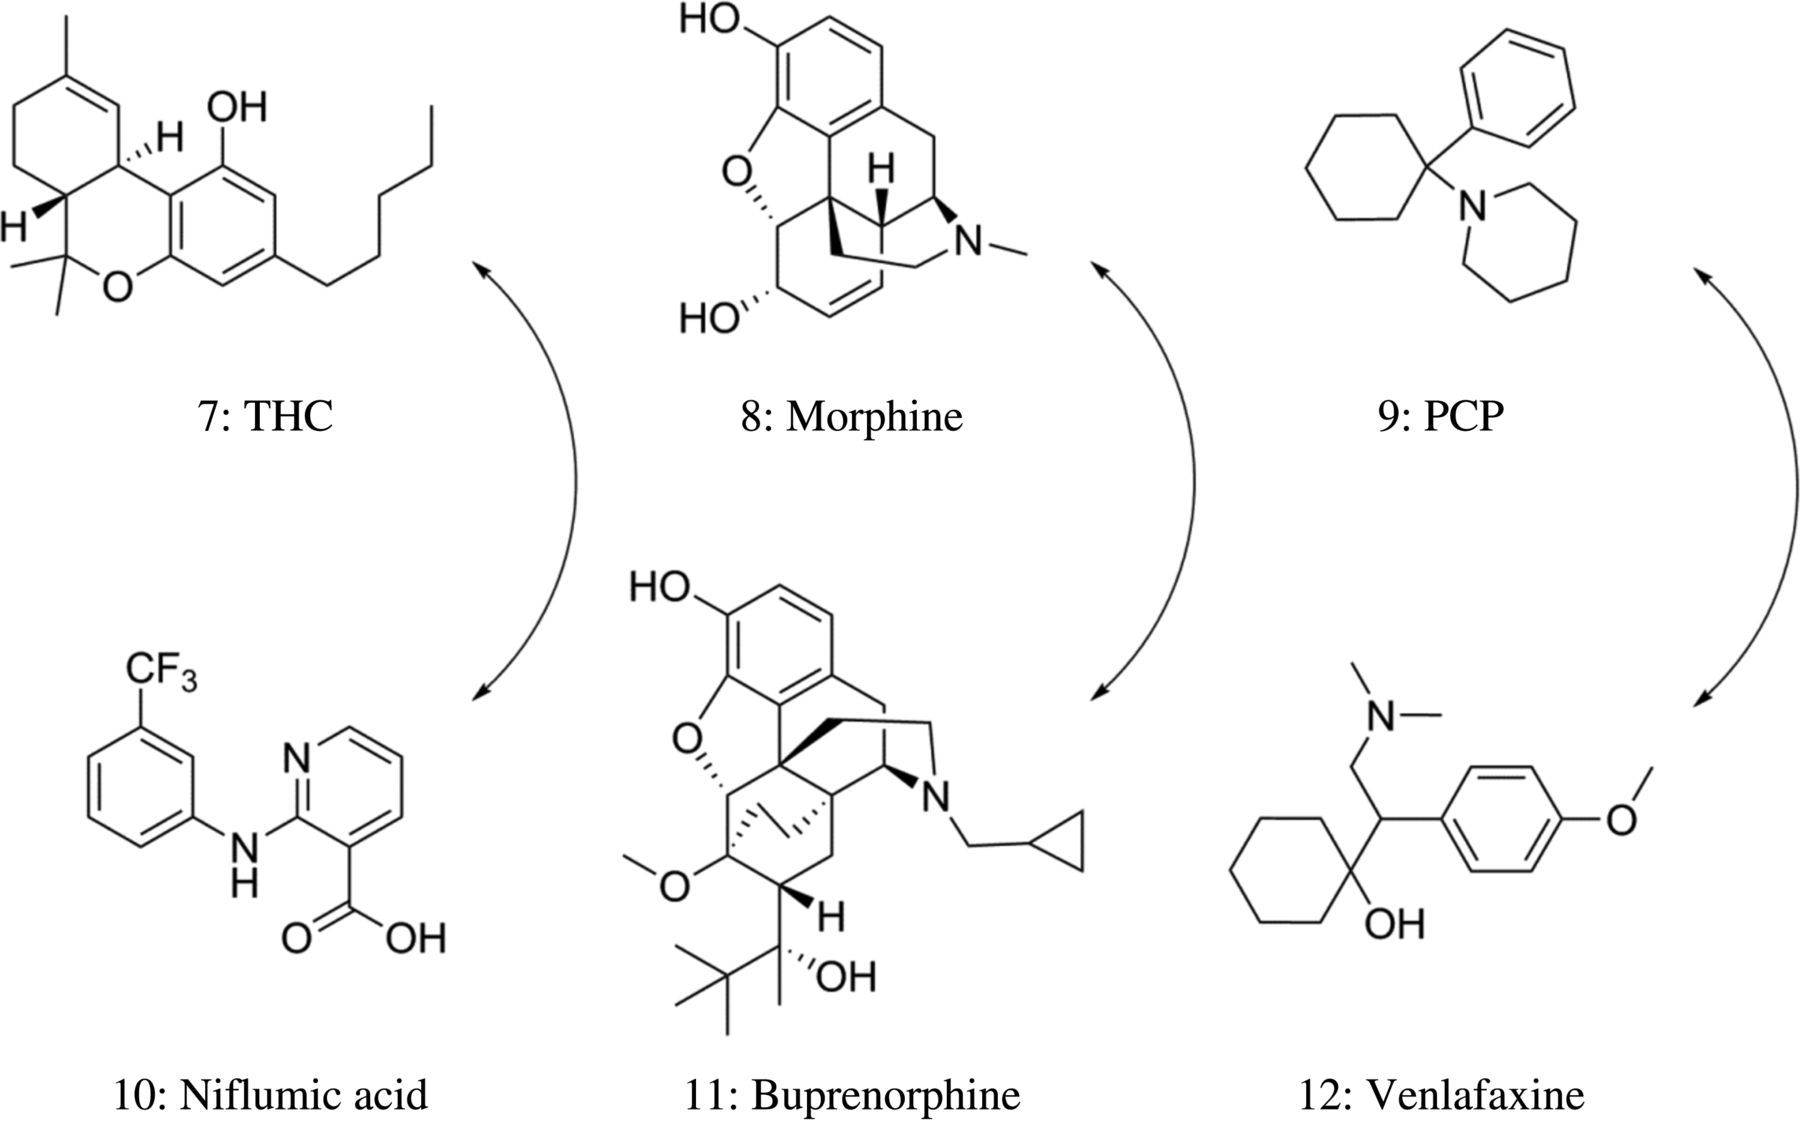 HO
OH
H
H
O
O
H
N
HO
N
7: THC
8: Morphine
9: PCP
HO
CF3
N
O
N
N
H
O
OH
O
H
OH
N
O
OH
10: Niflumic acid
11: Buprenorphine
12: Venlafaxine